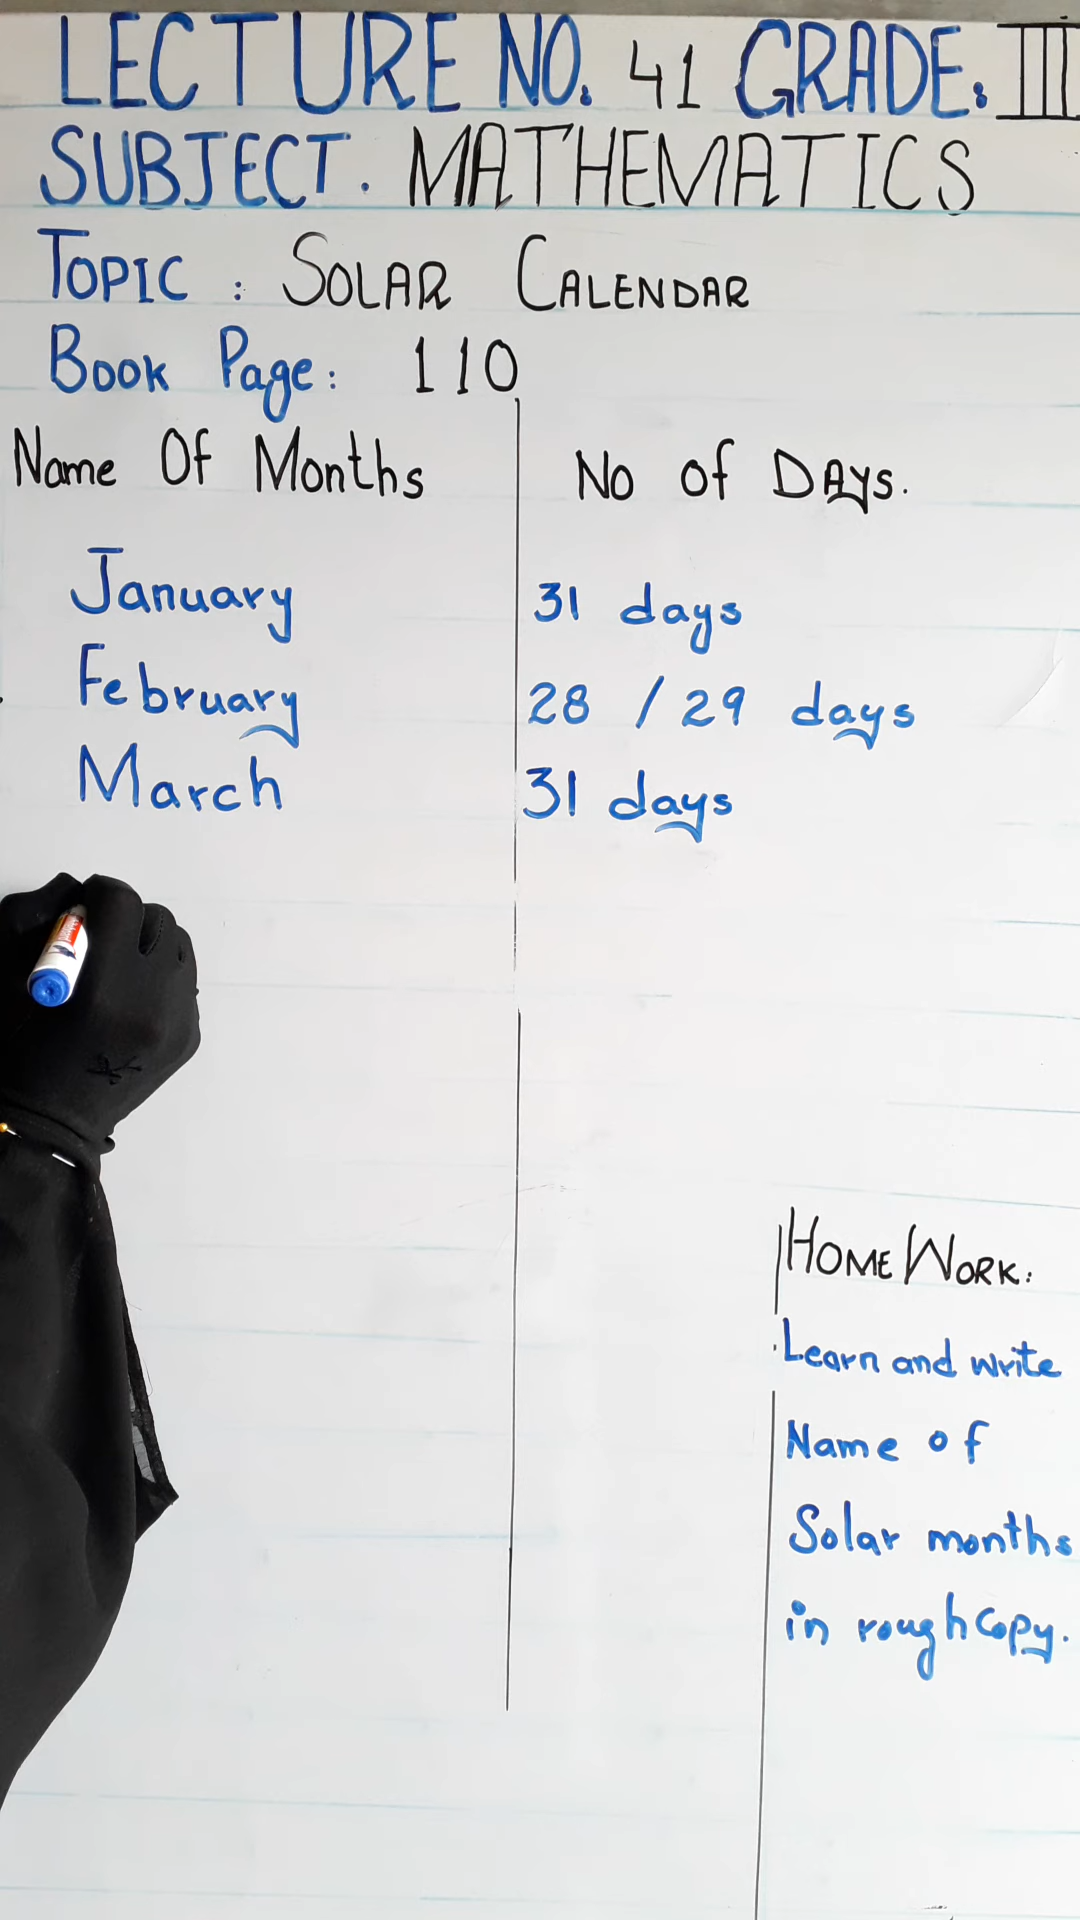 LECTURE NO. 41 GRADE: III
SUBJECT. MATHEMATICS
TOPIC : SOLAR CALENDAR
BOOK Page: 110
Name Of Months
No of DAys.
January
31 days
February
28 / 29 days
March
31 days
HOME WORK:
Learn and write
Name of
Solar months
in rough copy.